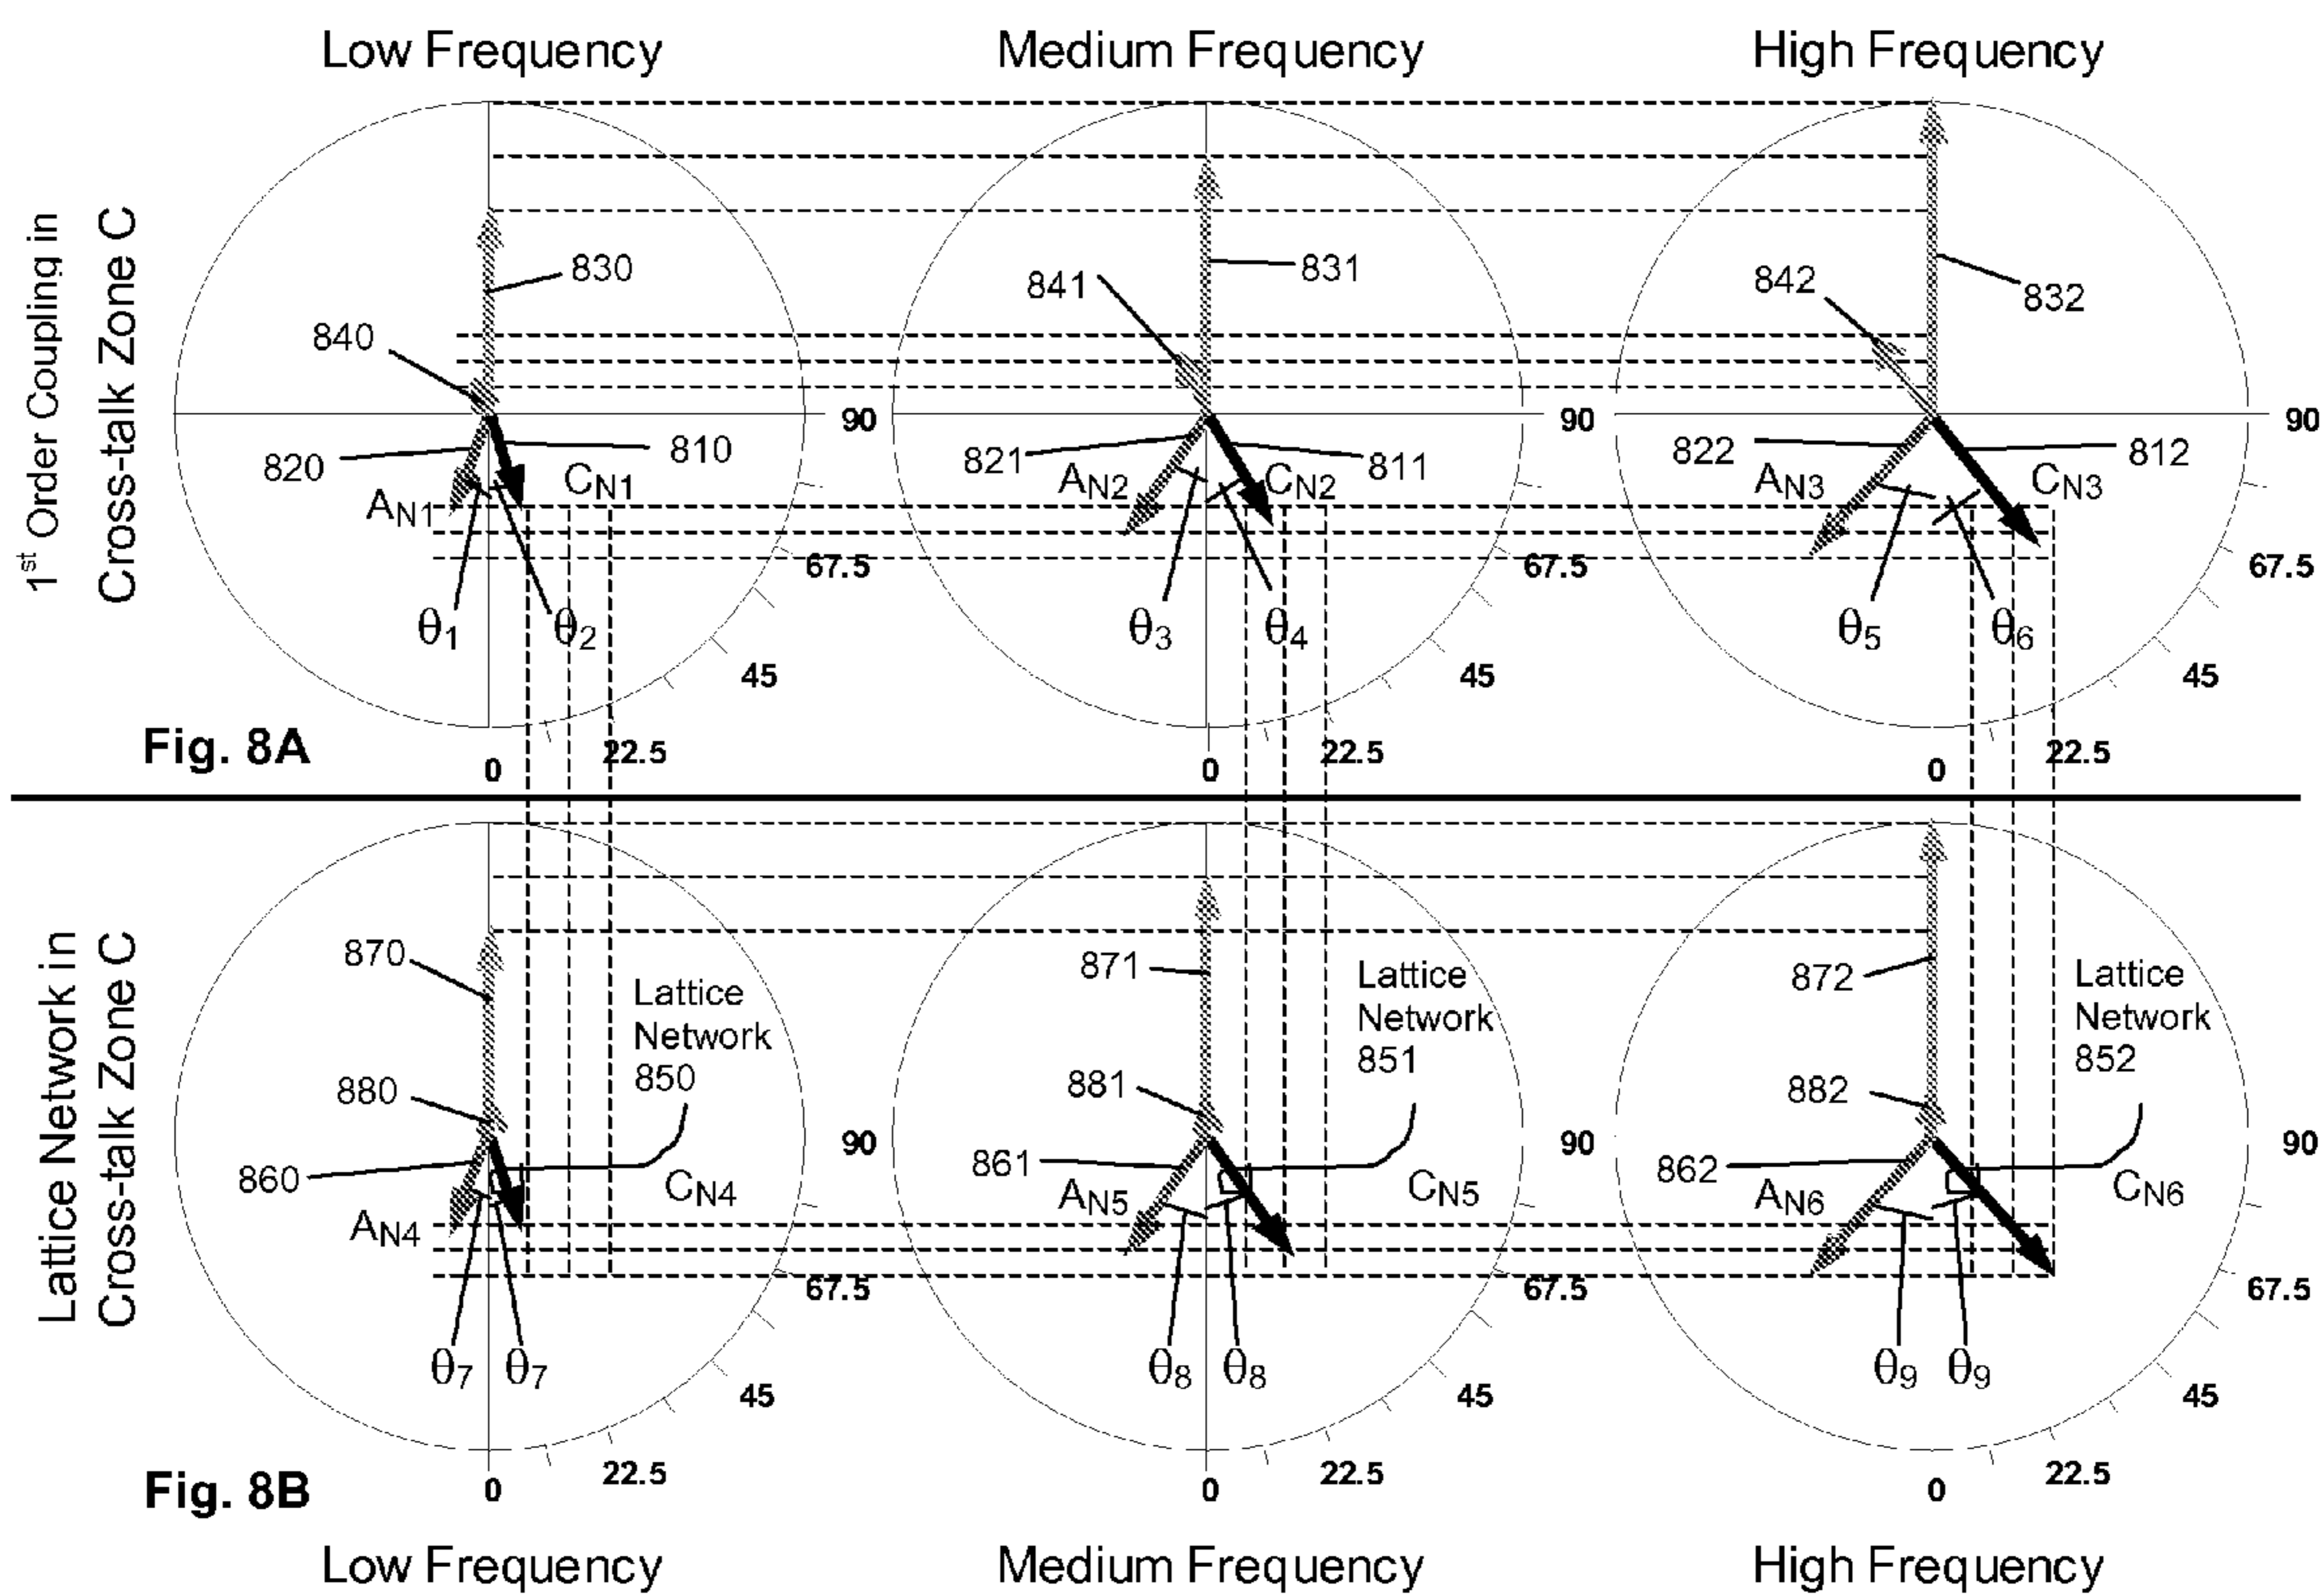 Low Frequency
Medium Frequency
High Frequency
1st Order Coupling in
Cross-talk Zone C
830
840
820
810
AN1
CN1
θ1
θ2
90
67.5
45
22.5
0
831
841
821
811
AN2
CN2
θ3
θ4
90
67.5
45
22.5
0
832
842
822
812
AN3
CN3
θ5
θ6
90
67.5
45
22.5
0
Fig. 8A
Lattice Network in
Cross-talk Zone C
870
Lattice
Network
850
880
860
AN4
CN4
θ7
θ7
90
67.5
45
22.5
0
871
Lattice
Network
851
881
861
AN5
CN5
θ8
θ8
90
67.5
45
22.5
0
872
Lattice
Network
852
882
862
AN6
CN6
θ9
θ9
90
67.5
45
22.5
0
Fig. 8B
Low Frequency
Medium Frequency
High Frequency